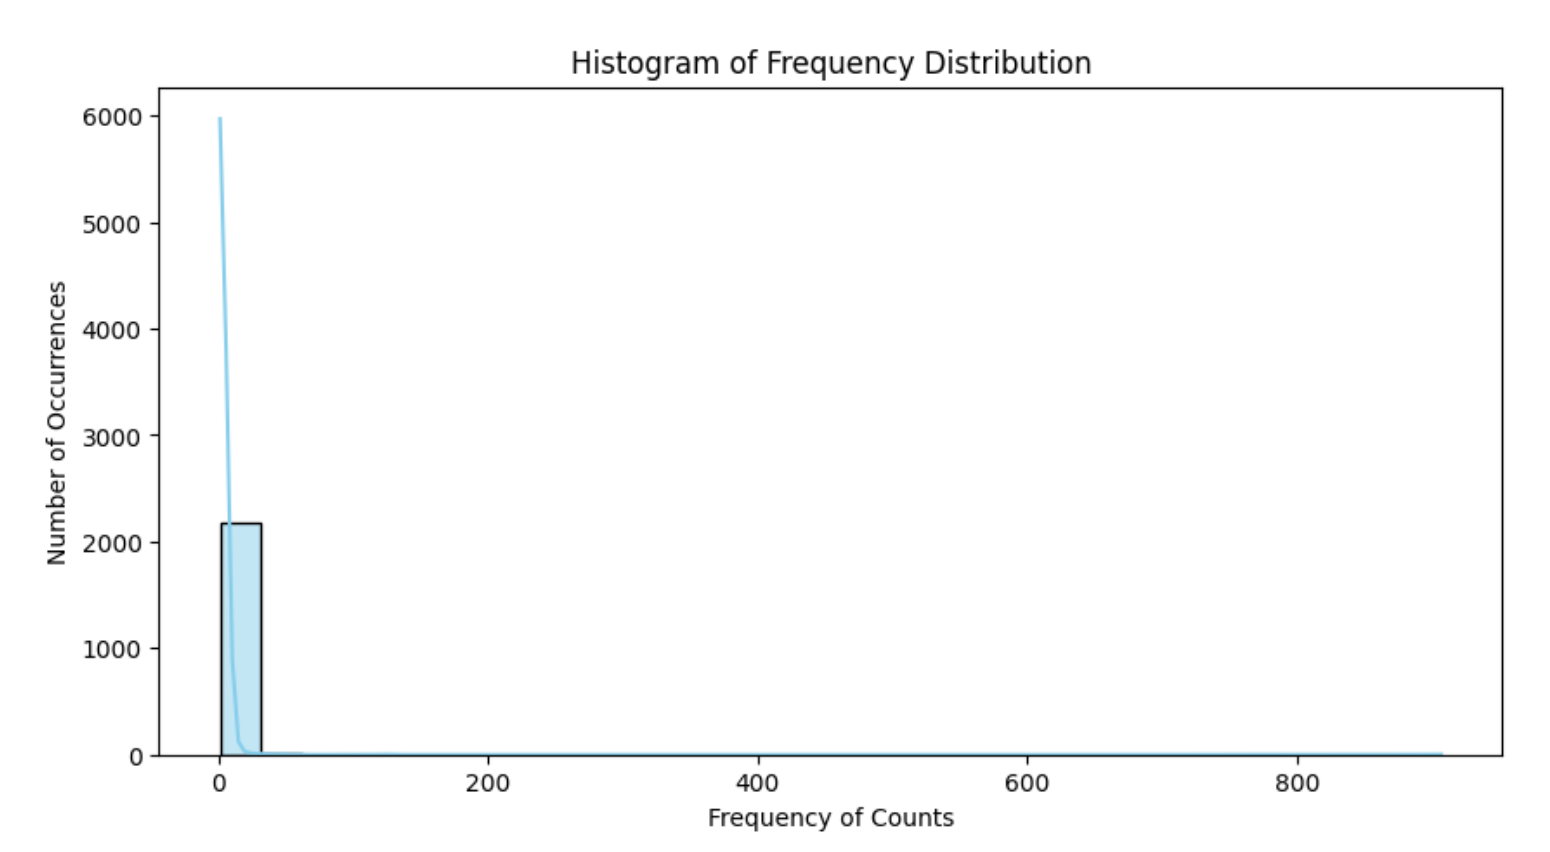 Histogram of Frequency Distribution
6000
5000
4000
3000
2000
1000
0
Number of Occurrences
0 200 400 600 800
Frequency of Counts